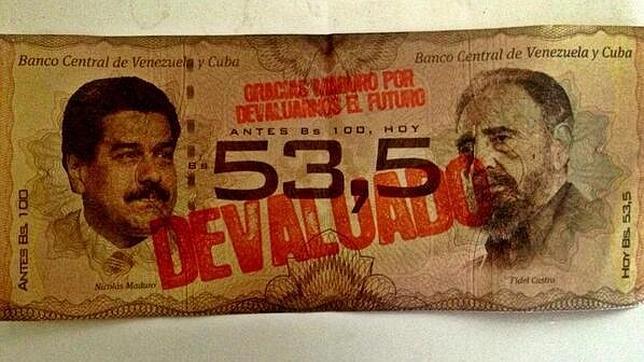 Banco Central de Venezuela y Cuba
Banco Central de Venezuela y Cuba
GRACIAS MADURO POR
DEVALUARNOS EL FUTURO
ANTES Bs 100, HOY
Bs 53,5
DEVALUADO
Antes Bs. 100
Hoy Bs. 53,5
Nicolás Maduro
Fidel Castro